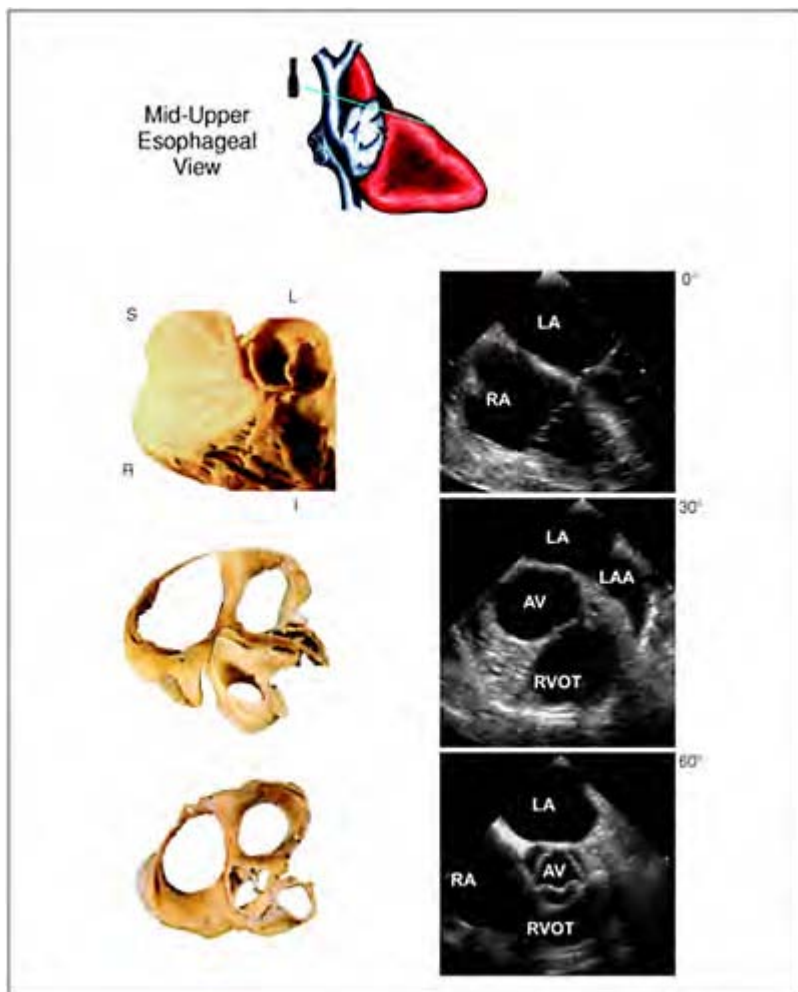 Mid-Upper
Esophageal
View
S
L
R
I
0°
LA
RA
30°
LA
LAA
AV
RVOT
60°
LA
AV
RA
RVOT